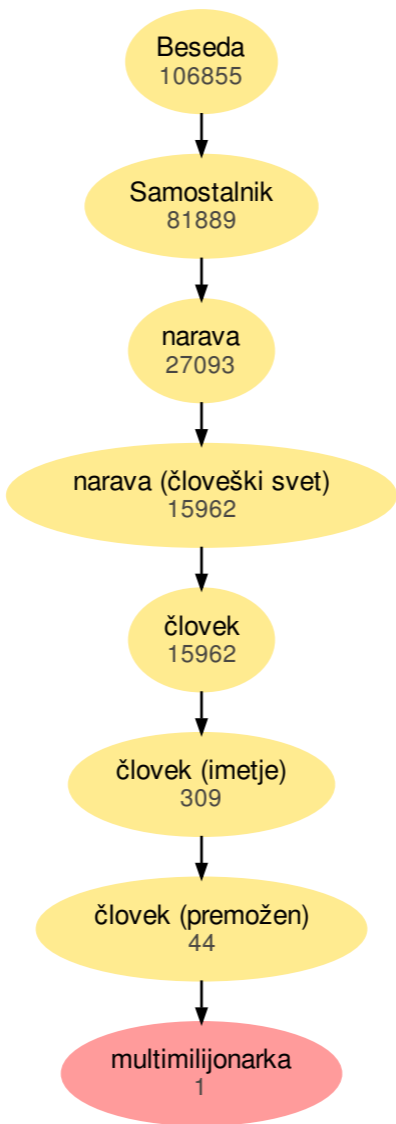 Beseda
106855
Samostalnik
81889
narava
27093
narava (človeški svet)
15962
človek
15962
človek (imetje)
309
človek (premožen)
44
multimilijonarka
1